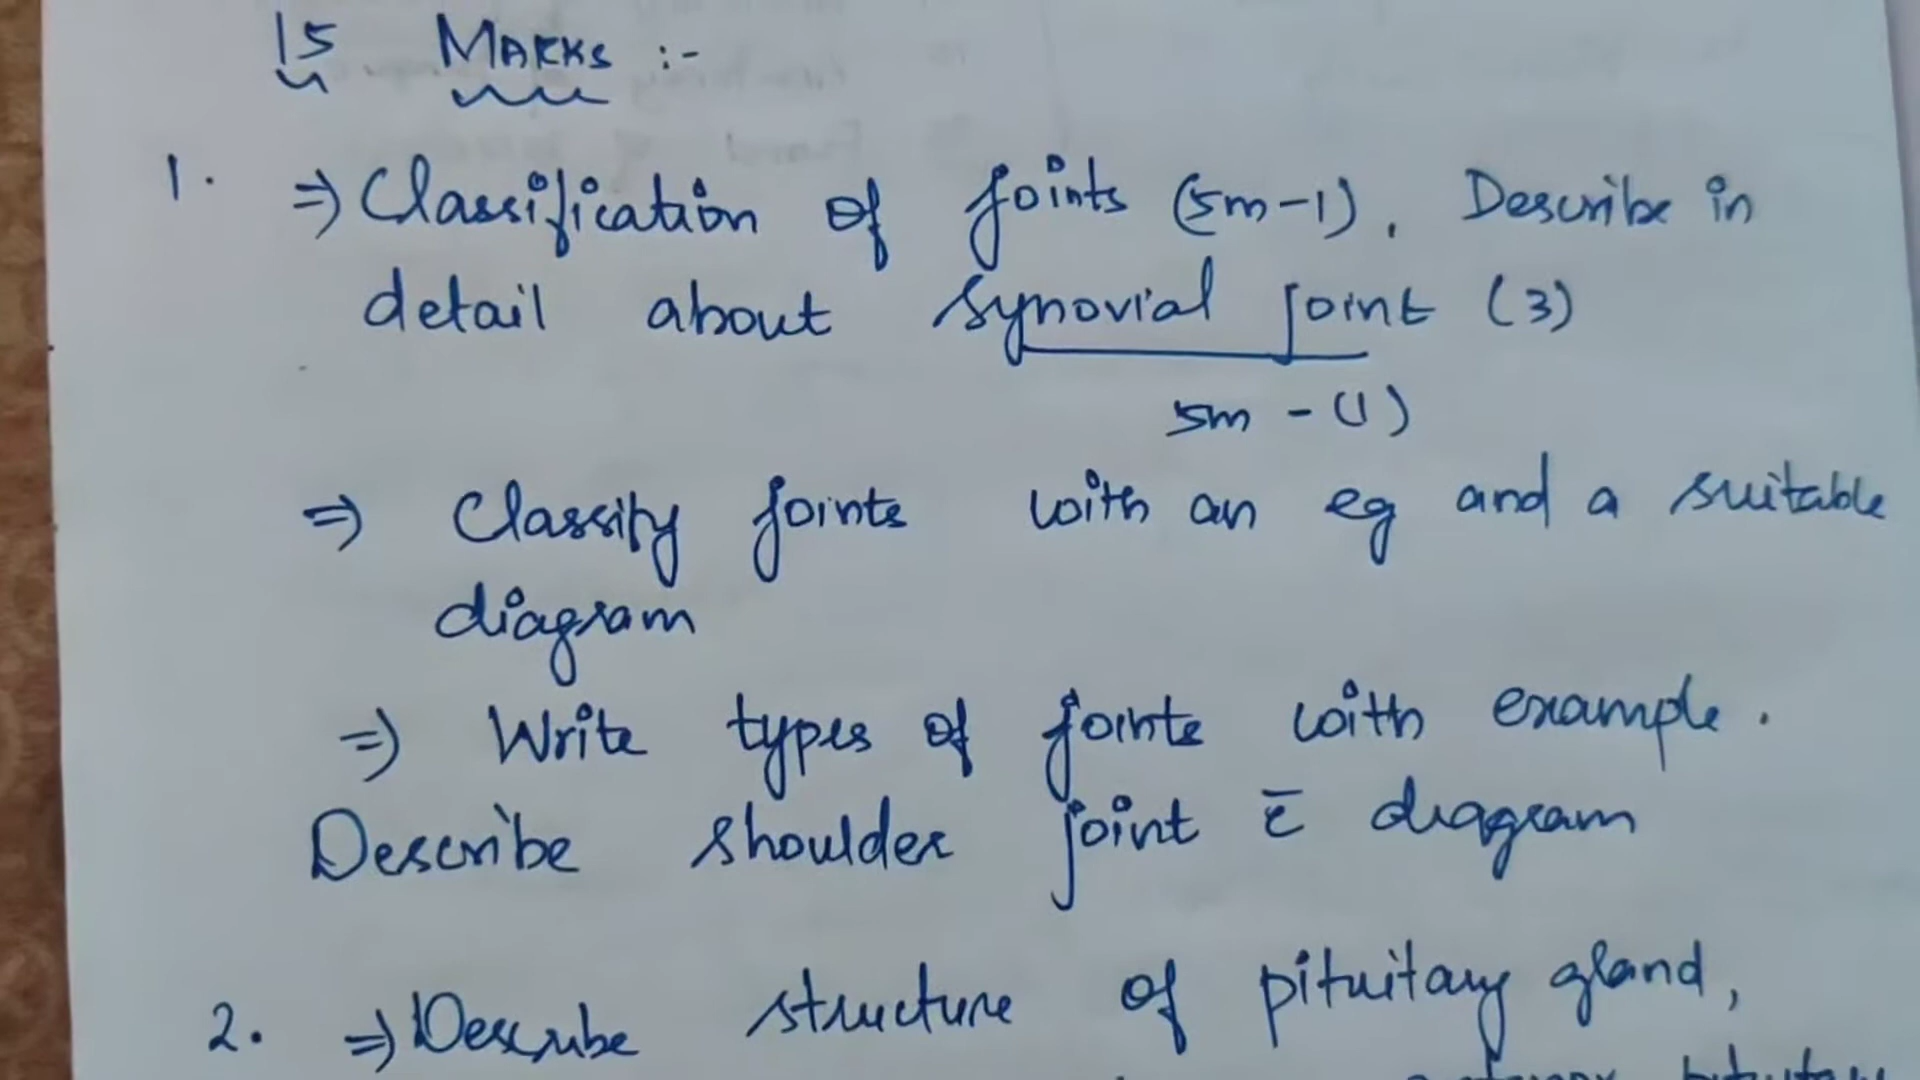 15 MARKS :-
1. ⇒ Classification of joints (5m-1). Describe in
detail about synovial joint (3)
5m - (1)
⇒ Classify joints with an eg and a suitable
diagram
⇒ Write types of joints with example.
Describe shoulder joint c̄ diagram
2. ⇒ Describe structure of pituitary gland,